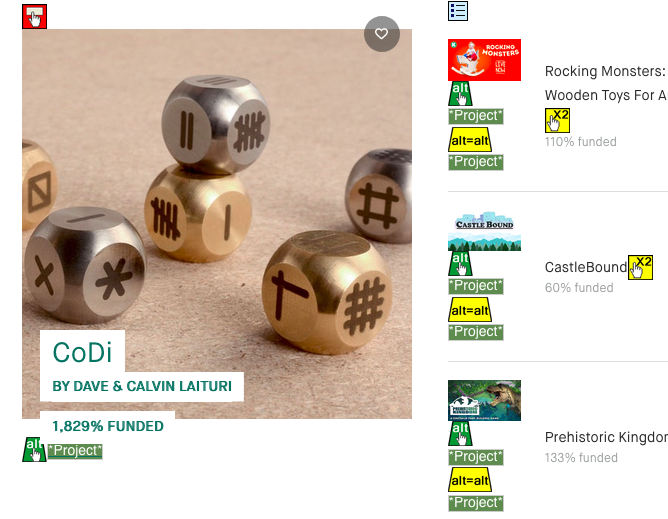 CoDi
BY DAVE & CALVIN LAITURI
1,829% FUNDED
alt
*Project*
ROCKING
MONSTERS
alt
*Project*
alt=alt
*Project*
Rocking Monsters:
Wooden Toys For A
X2
110% funded
CASTLE BOUND
alt
*Project*
alt=alt
*Project*
CastleBound
X2
60% funded
PREHISTORIC
KINGDOM
alt
*Project*
alt=alt
*Project*
Prehistoric Kingdo
133% funded